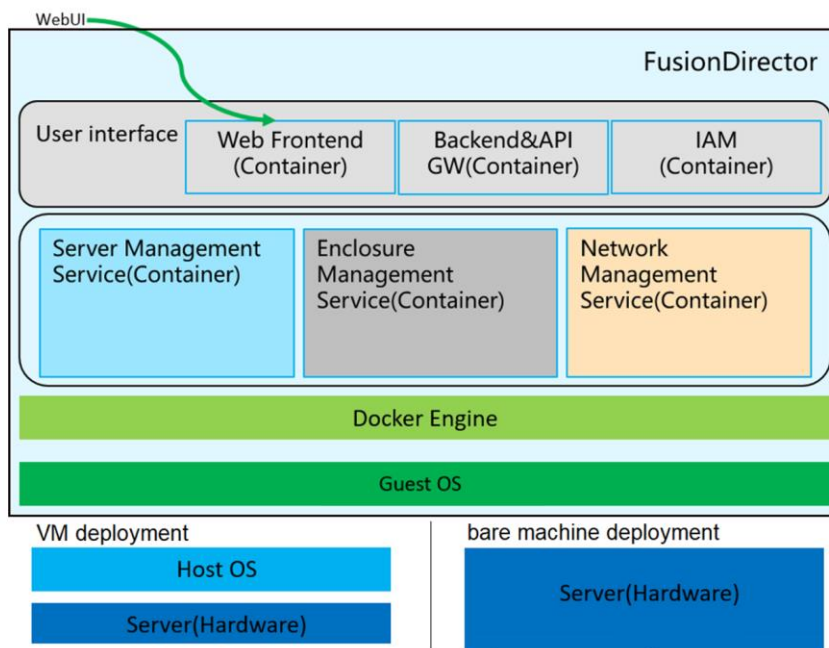 WebUI
FusionDirector
User interface
Web Frontend
(Container)
Backend&API
GW(Container)
IAM
(Container)
Server Management
Service(Container)
Enclosure
Management
Service(Container)
Network
Management
Service(Container)
Docker Engine
Guest OS
VM deployment
Host OS
Server(Hardware)
bare machine deployment
Server(Hardware)